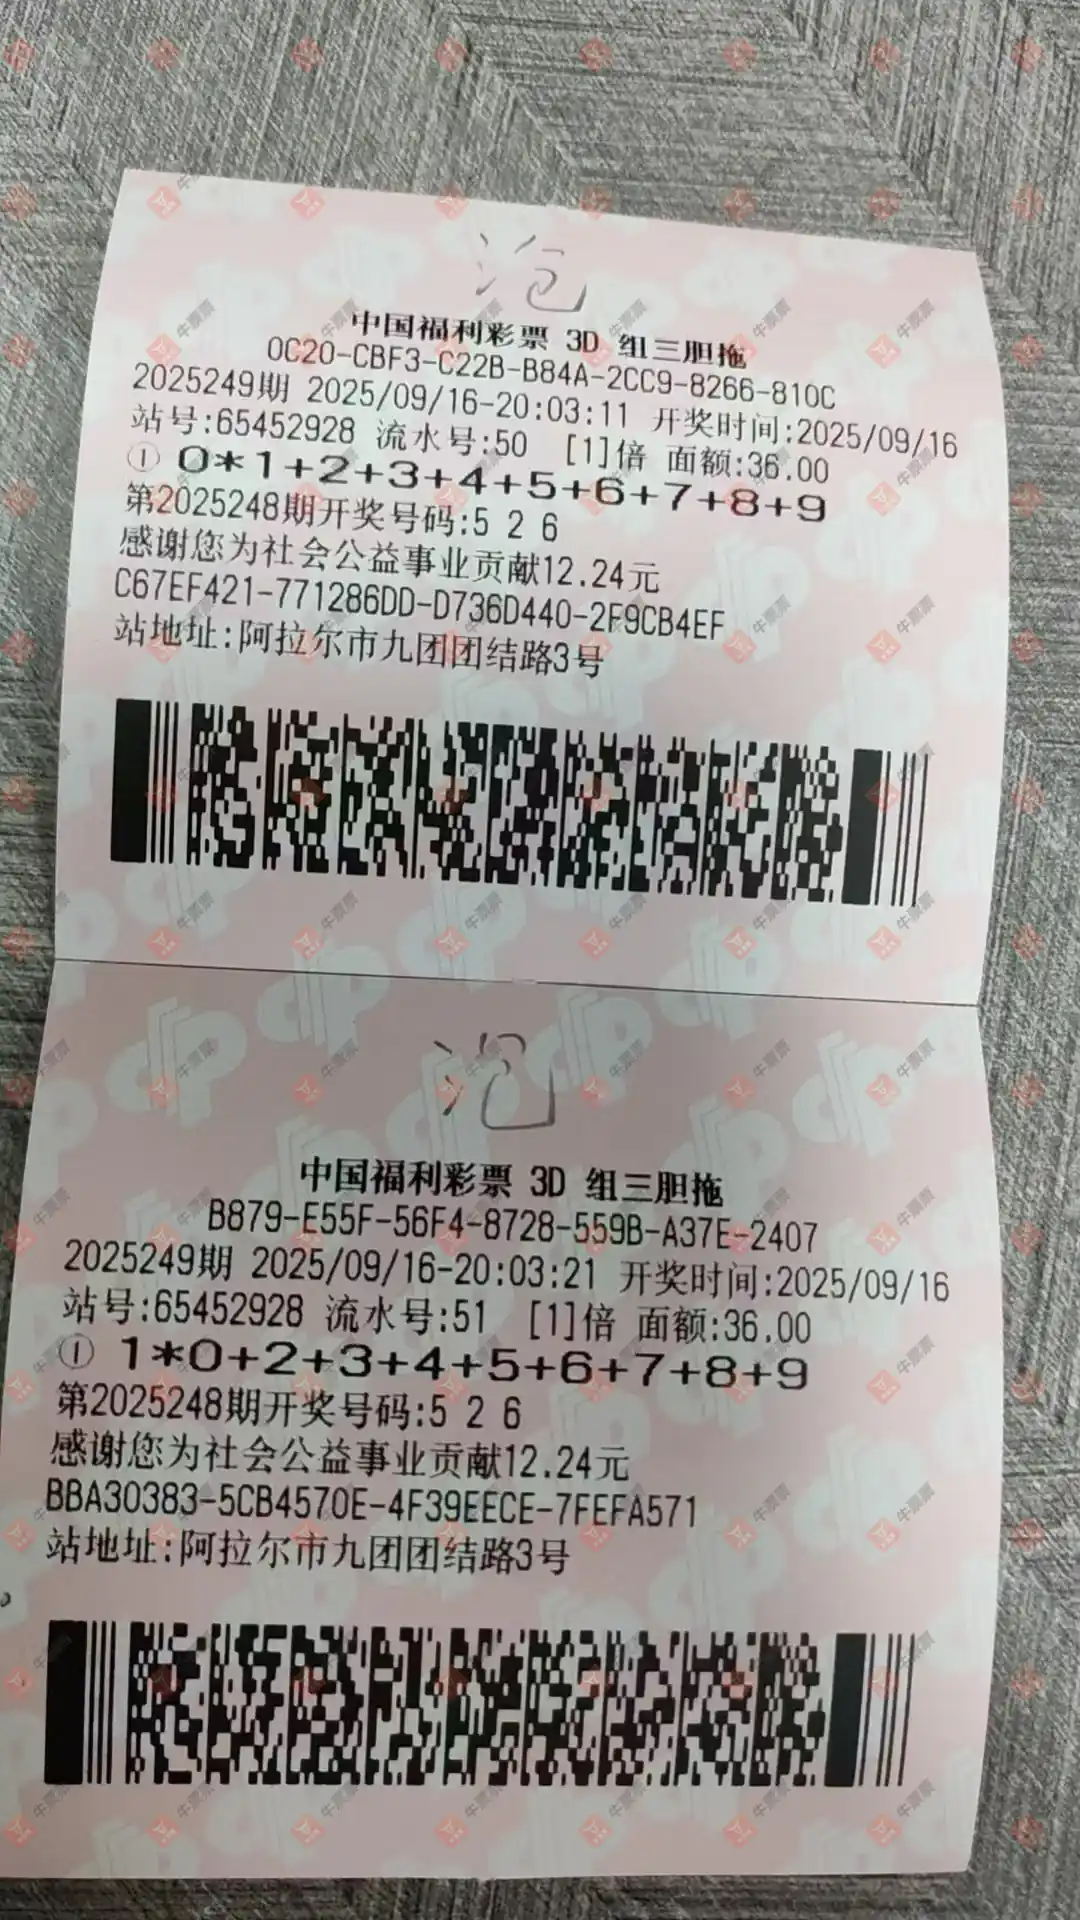 泡
中国福利彩票 3D 组三胆拖
0C20-CBF3-C22B-B84A-2CC9-8266-810C
2025249期 2025/09/16-20:03:11 开奖时间:2025/09/16
站号:65452928 流水号:50 [1]倍 面额:36.00
① 0*1+2+3+4+5+6+7+8+9
第2025248期开奖号码:5 2 6
感谢您为社会公益事业贡献12.24元
C67EF421-771286DD-D736D440-2F9CB4EF
站地址:阿拉尔市九团团结路3号
泡
中国福利彩票 3D 组三胆拖
B879-E55F-56F4-8728-559B-A37E-2407
2025249期 2025/09/16-20:03:21 开奖时间:2025/09/16
站号:65452928 流水号:51 [1]倍 面额:36.00
① 1*0+2+3+4+5+6+7+8+9
第2025248期开奖号码:5 2 6
感谢您为社会公益事业贡献12.24元
BBA30383-5CB4570E-4F39EECE-7FEFA571
站地址:阿拉尔市九团团结路3号
牛票票